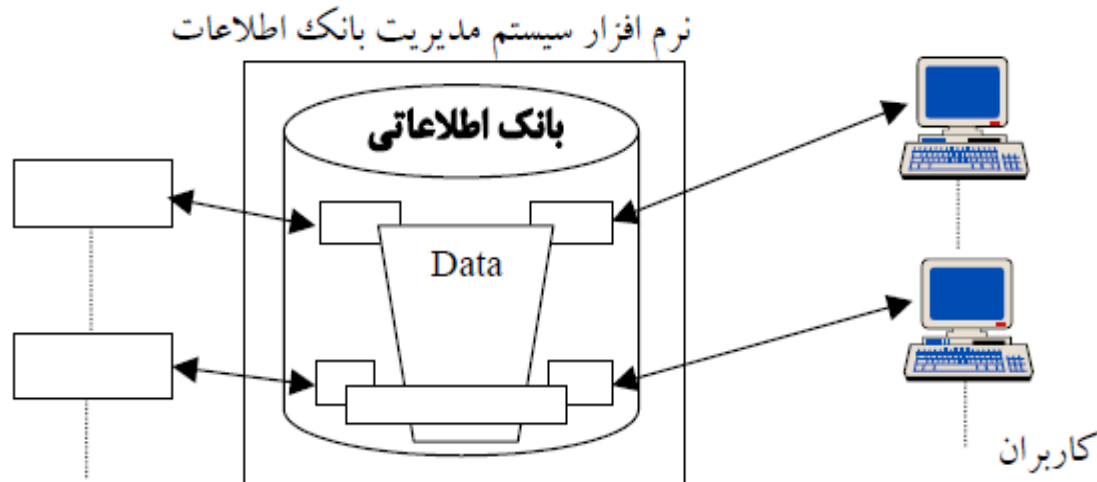 نرم افزار سیستم مدیریت بانک اطلاعات
بانک اطلاعاتی
Data
کاربران